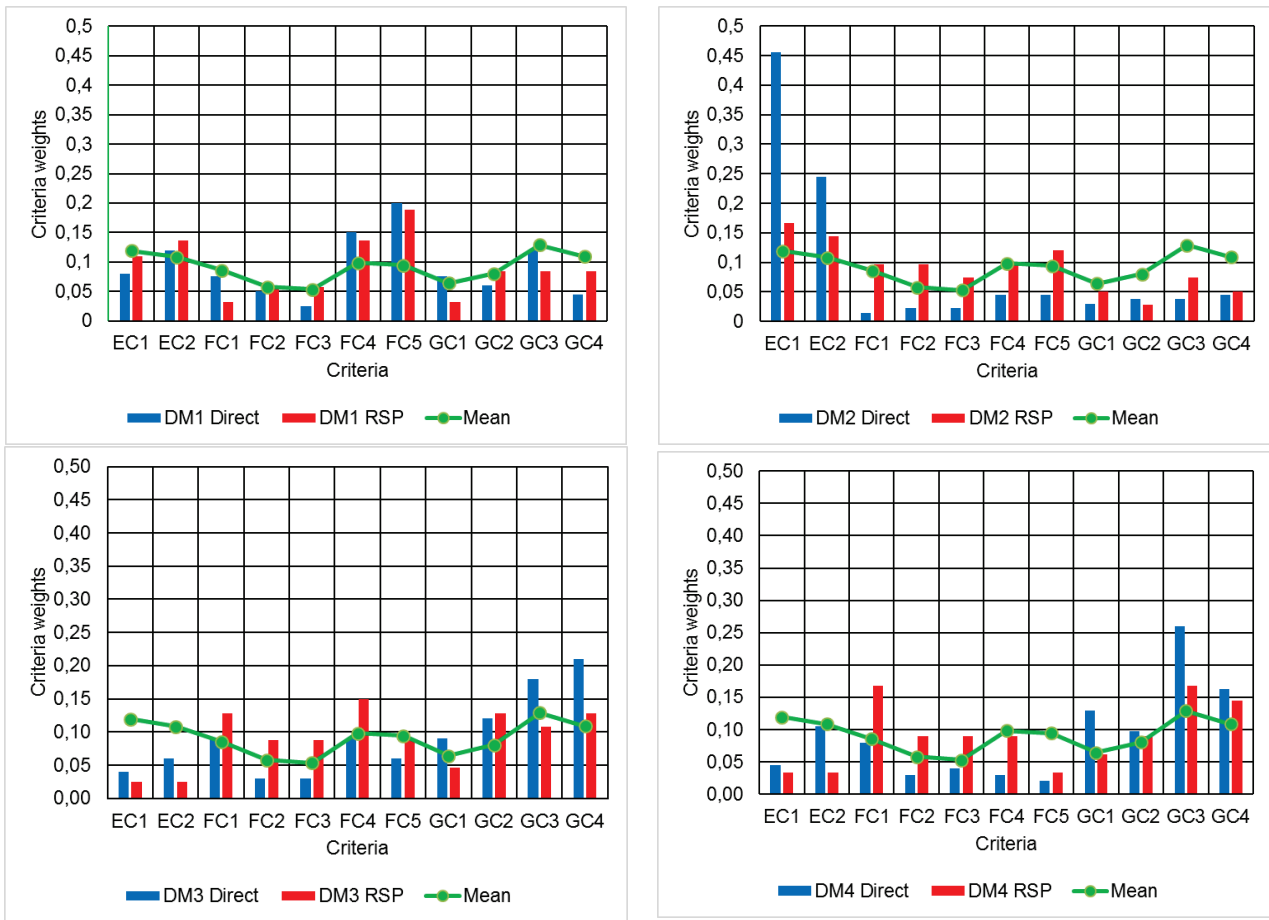 0,5
0,45
0,4
0,35
0,3
0,25
0,2
0,15
0,1
0,05
0
Criteria weights
EC1 EC2 FC1 FC2 FC3 FC4 FC5 GC1 GC2 GC3 GC4
Criteria
DM1 Direct DM1 RSP Mean
0,5
0,45
0,4
0,35
0,3
0,25
0,2
0,15
0,1
0,05
0
Criteria weights
EC1 EC2 FC1 FC2 FC3 FC4 FC5 GC1 GC2 GC3 GC4
Criteria
DM2 Direct DM2 RSP Mean
0,50
0,45
0,40
0,35
0,30
0,25
0,20
0,15
0,10
0,05
0,00
Criteria weights
EC1 EC2 FC1 FC2 FC3 FC4 FC5 GC1 GC2 GC3 GC4
Criteria
DM3 Direct DM3 RSP Mean
0,50
0,45
0,40
0,35
0,30
0,25
0,20
0,15
0,10
0,05
0,00
Criteria weights
EC1 EC2 FC1 FC2 FC3 FC4 FC5 GC1 GC2 GC3 GC4
Criteria
DM4 Direct DM4 RSP Mean